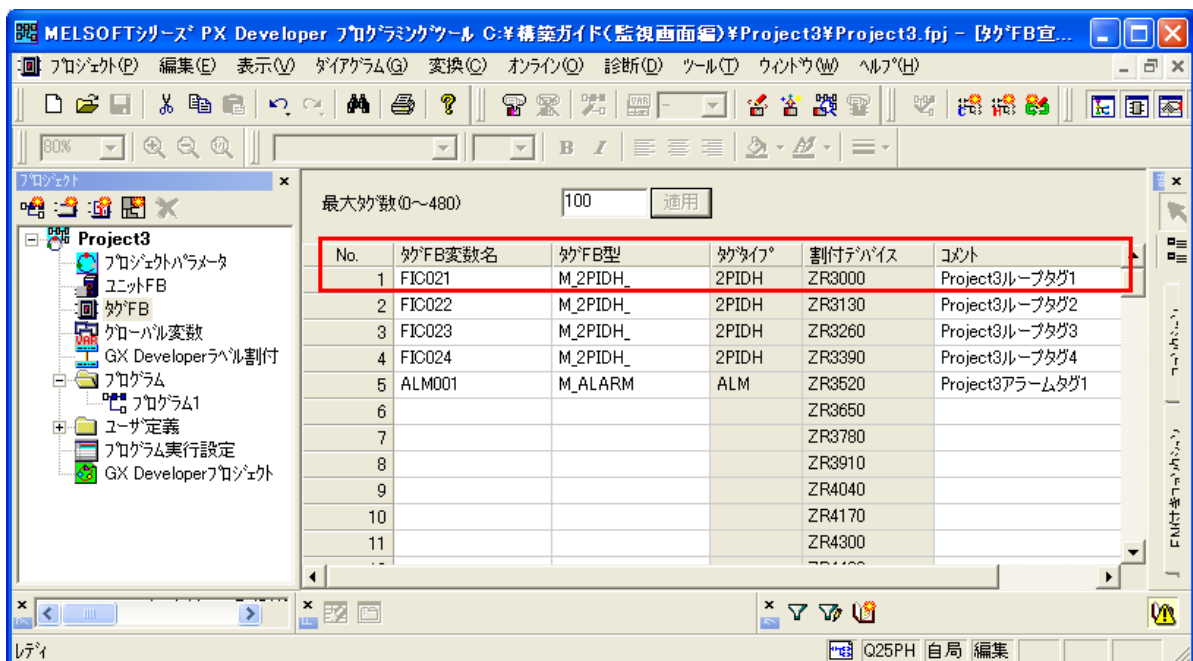 MELSOFTシリーズ PX Developer プログラミングツール C:¥構築ガイド(監視画面編)¥Project3¥Project3.fpj - [タグFB宣...
プロジェクト(P) 編集(E) 表示(V) ダイアグラム(G) 変換(C) オンライン(O) 診断(D) ツール(T) ウィンドウ(W) ヘルプ(H)
80%
プロジェクト
Project3
プロジェクトパラメータ
ユニットFB
タグFB
グローバル変数
GX Developerラベル割付
プログラム
プログラム1
ユーザ定義
プログラム実行設定
GX Developerプロジェクト
最大タグ数(0~480) 100 適用
No. タグFB変数名 タグFB型 タグタイプ 割付デバイス コメント
1 FIC021 M_2PIDH_ 2PIDH ZR3000 Project3ループタグ1
2 FIC022 M_2PIDH_ 2PIDH ZR3130 Project3ループタグ2
3 FIC023 M_2PIDH_ 2PIDH ZR3260 Project3ループタグ3
4 FIC024 M_2PIDH_ 2PIDH ZR3390 Project3ループタグ4
5 ALM001 M_ALARM ALM ZR3520 Project3アラームタグ1
6 ZR3650
7 ZR3780
8 ZR3910
9 ZR4040
10 ZR4170
11 ZR4300
レディ Q25PH 自局 編集